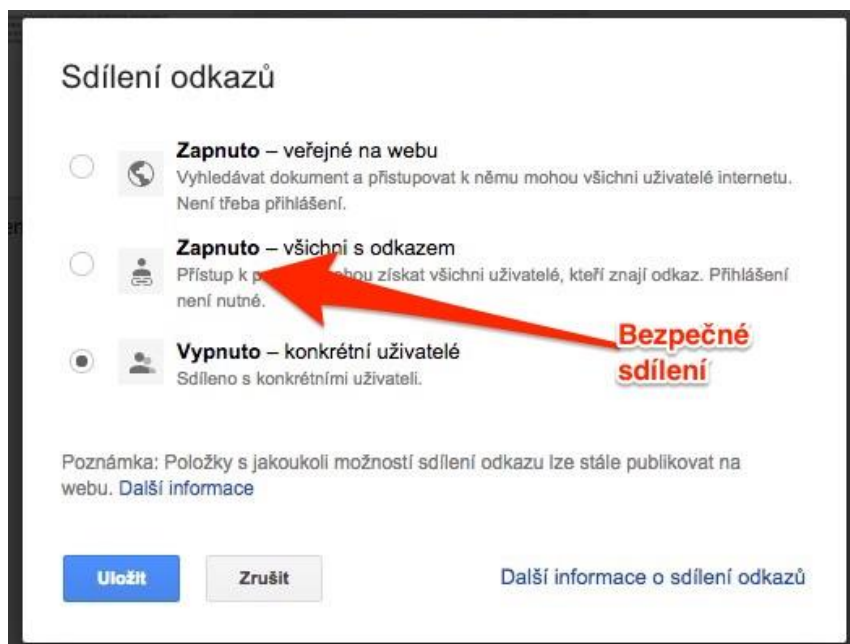 Sdílení odkazů
Zapnuto – veřejné na webu
Vyhledávat dokument a přistupovat k němu mohou všichni uživatelé internetu.
Není třeba přihlášení.
Zapnuto – všichni s odkazem
Přístup k mohou získat všichni uživatelé, kteří znají odkaz. Přihlášení
není nutné.
Bezpečné
sdílení
Vypnuto – konkrétní uživatelé
Sdíleno s konkrétními uživateli.
Poznámka: Položky s jakoukoli možností sdílení odkazu lze stále publikovat na
webu. Další informace
Uložit
Zrušit
Další informace o sdílení odkazů